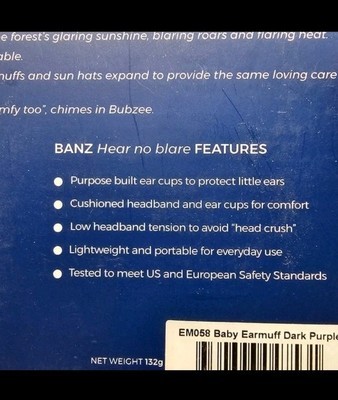 e forest's glaring sunshine, blaring roars and flaring heat.
able.
muffs and sun hats expand to provide the same loving care
mfy too", chimes in Bubzee.
BANZ Hear no blare FEATURES
Purpose built ear cups to protect little ears
Cushioned headband and ear cups for comfort
Low headband tension to avoid "head crush"
Lightweight and portable for everyday use
Tested to meet US and European Safety Standards
EM058 Baby Earmuff Dark Purple
NET WEIGHT 132g